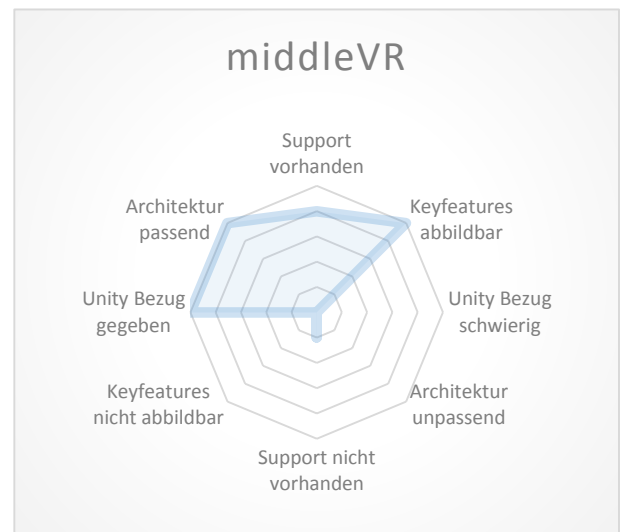 middleVR
Support
vorhanden
Architektur
passend
Keyfeatures
abbildbar
Unity Bezug
gegeben
Unity Bezug
schwierig
Keyfeatures
nicht abbildbar
Architektur
unpassend
Support nicht
vorhanden